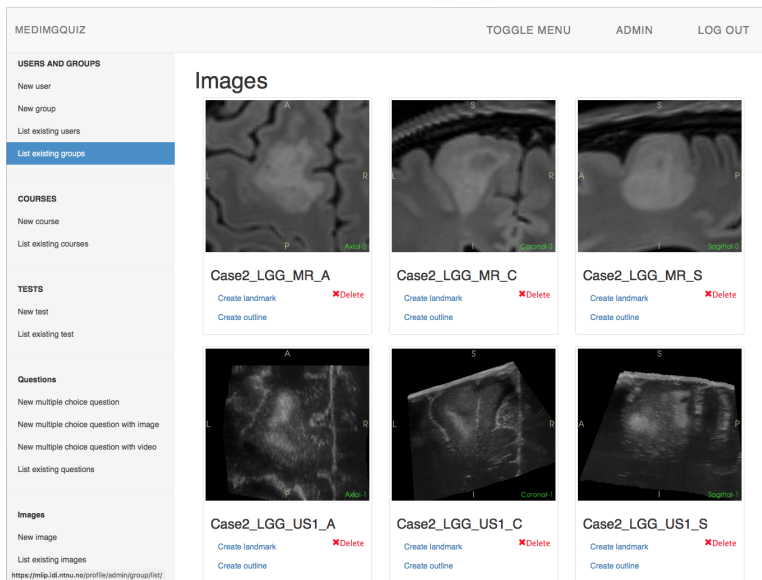 MEDIMGQUIZ
TOGGLE MENU ADMIN LOG OUT
USERS AND GROUPS
New user
New group
List existing users
List existing groups
COURSES
New course
List existing courses
TESTS
New test
List existing test
Questions
New multiple choice question
New multiple choice question with image
New multiple choice question with video
List existing questions
Images
New image
List existing images
https://milp.idi.ntnu.no/profile/admin/group/list/
Images
A
L R
P Axial-0
Case2_LGG_MR_A
Create landmark ✖Delete
Create outline
S
L R
I Coronal-0
Case2_LGG_MR_C
Create landmark ✖Delete
Create outline
S
A P
I Sagittal-0
Case2_LGG_MR_S
Create landmark ✖Delete
Create outline
A
L R
P Axial-1
Case2_LGG_US1_A
Create landmark ✖Delete
Create outline
S
L R
I Coronal-1
Case2_LGG_US1_C
Create landmark ✖Delete
Create outline
S
A P
I Sagittal-1
Case2_LGG_US1_S
Create landmark ✖Delete
Create outline